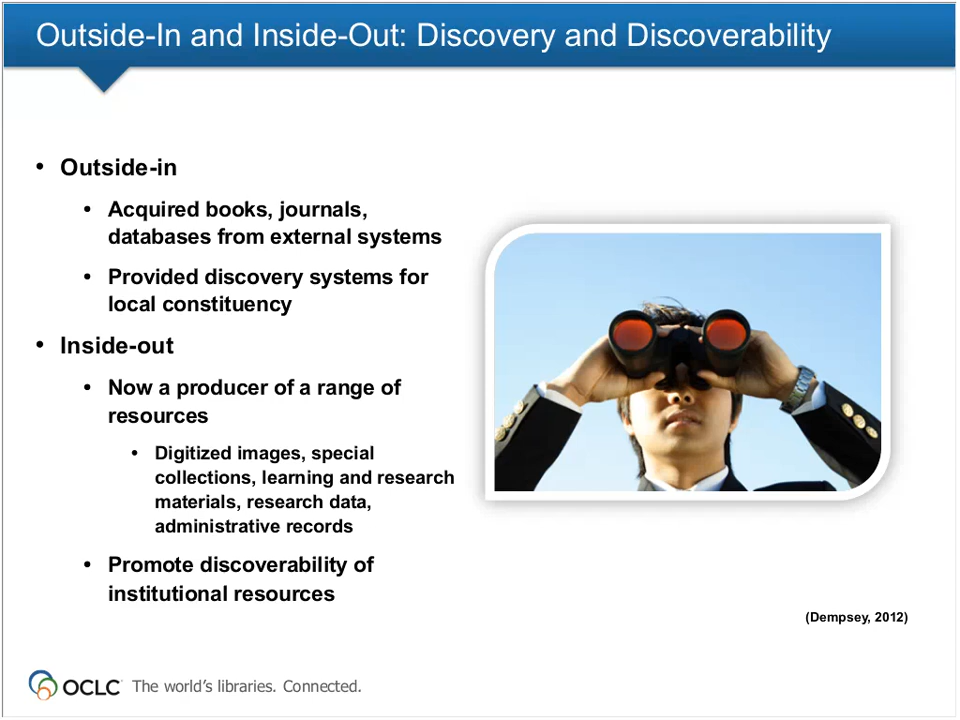 Outside-In and Inside-Out: Discovery and Discoverability
• Outside-in
• Acquired books, journals,
databases from external systems
• Provided discovery systems for
local constituency
• Inside-out
• Now a producer of a range of
resources
• Digitized images, special
collections, learning and research
materials, research data,
administrative records
• Promote discoverability of
institutional resources
(Dempsey, 2012)
OCLC The world’s libraries. Connected.